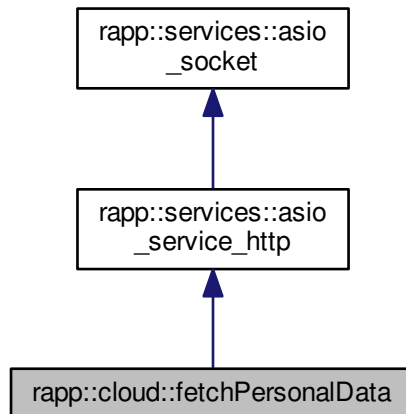 rapp::services::asio
_socket
rapp::services::asio
_service_http
rapp::cloud::fetchPersonalData